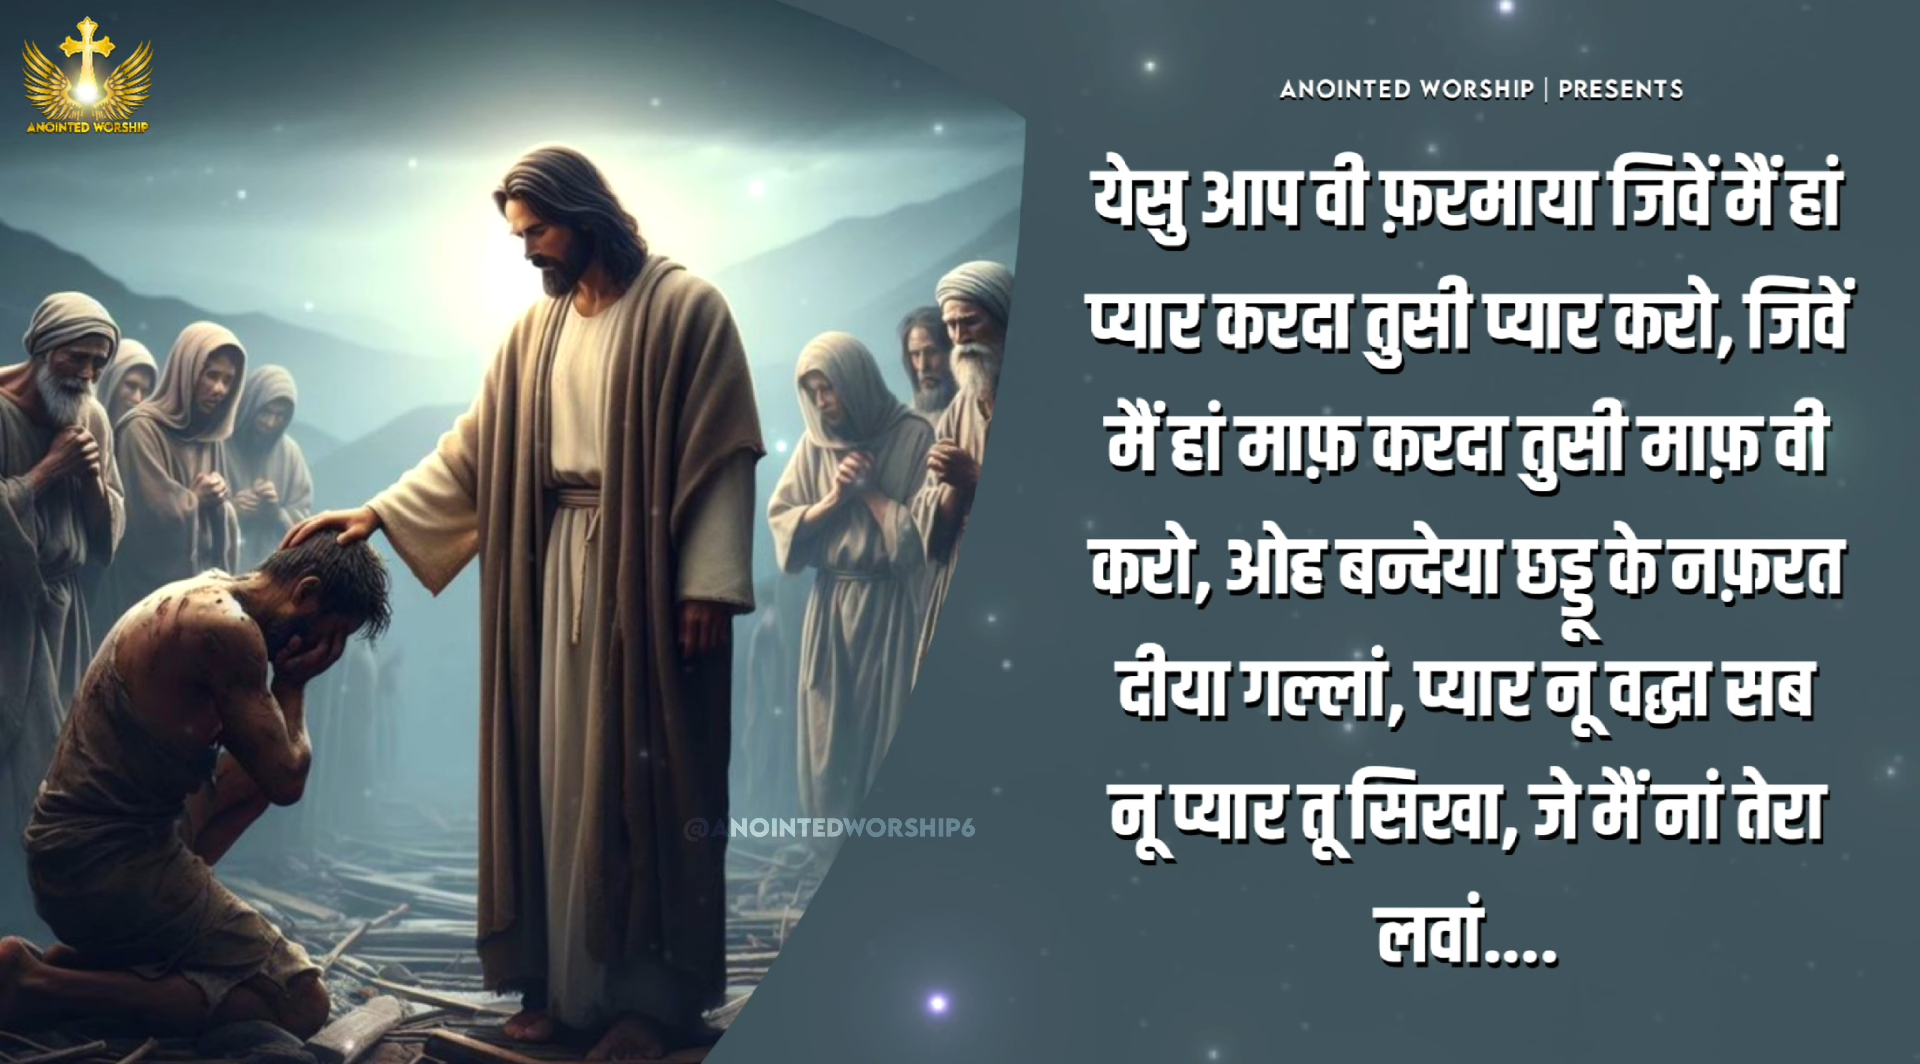 ANOINTED WORSHIP
ANOINTED WORSHIP | PRESENTS
येसु आप वी फ़रमाया जिवें मैं हां
प्यार करदा तुसी प्यार करो, जिवें
मैं हां माफ़ करदा तुसी माफ़ वी
करो, ओह बन्देया छड्डू के नफ़रत
दीया गल्लां, प्यार नू वद्धा सब
नू प्यार तू सिखा, जे मैं नां तेरा
लवां....
@ANOINTEDWORSHIP6